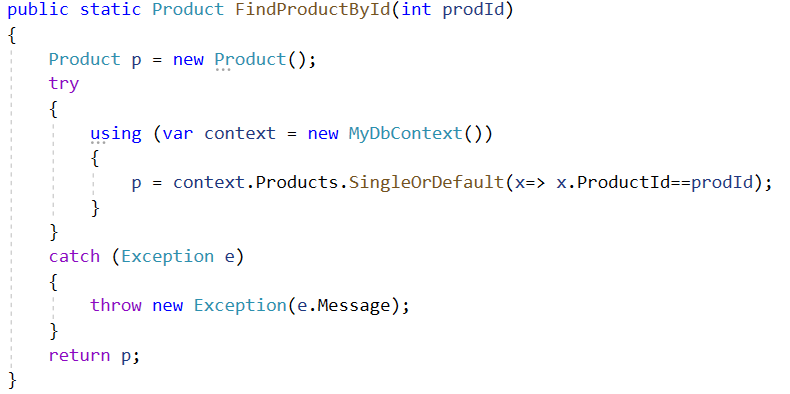 public static Product FindProductById(int prodId)
{
    Product p = new Product();
    try
    {
        using (var context = new MyDbContext())
        {
            p = context.Products.SingleOrDefault(x=> x.ProductId==prodId);
        }
    }
    catch (Exception e)
    {
        throw new Exception(e.Message);
    }
    return p;
}